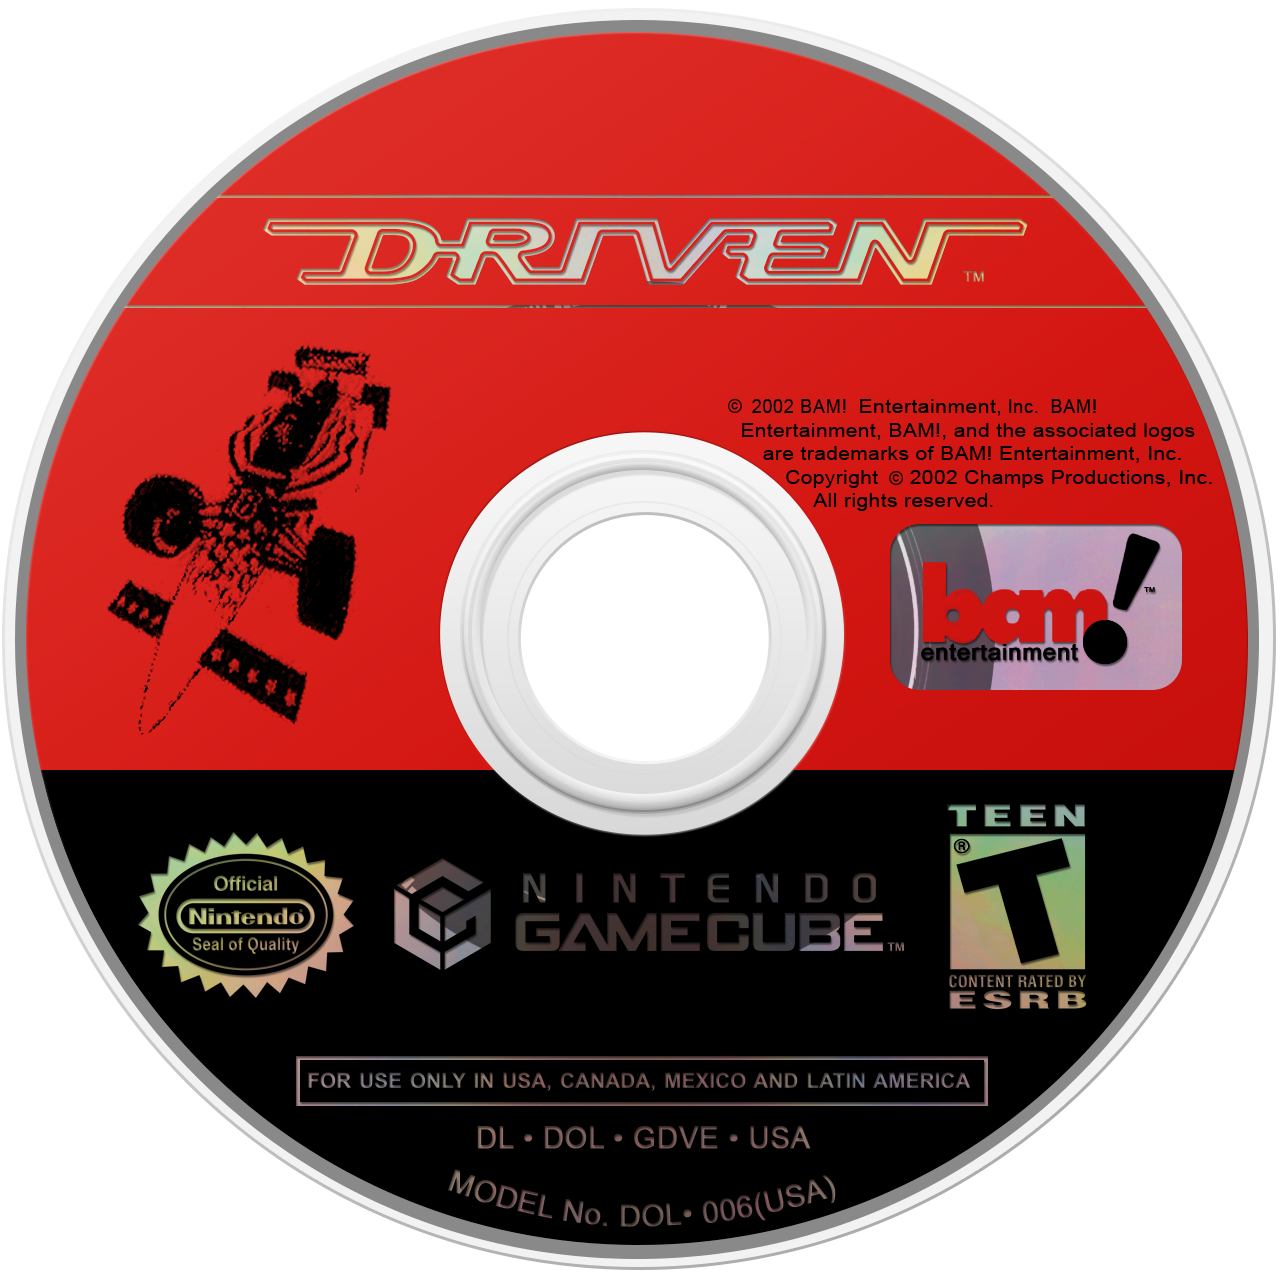 DRIVEN™
© 2002 BAM! Entertainment, Inc. BAM!
Entertainment, BAM!, and the associated logos
are trademarks of BAM! Entertainment, Inc.
Copyright © 2002 Champs Productions, Inc.
All rights reserved.
bam!™
entertainment
Official
Nintendo®
Seal of Quality
NINTENDO
GAMECUBE™
TEEN
T®
CONTENT RATED BY
ESRB
FOR USE ONLY IN USA, CANADA, MEXICO AND LATIN AMERICA
DL • DOL • GDVE • USA
MODEL No. DOL• 006(USA)